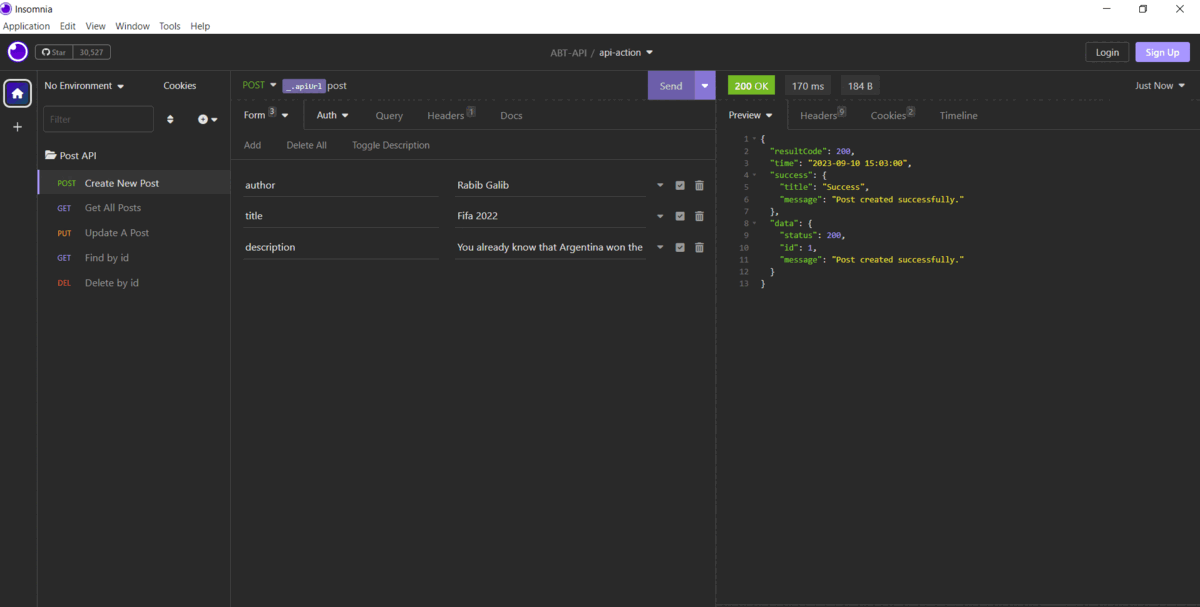 Insomnia
Application Edit View Window Tools Help
Star 30,527
ABT-API / api-action
Login Sign Up
No Environment Cookies
Filter
Post API
POST Create New Post
GET Get All Posts
PUT Update A Post
GET Find by id
DEL Delete by id
POST _.apiUrl post Send
Form 3 Auth Query Headers 1 Docs
Add Delete All Toggle Description
author Rabib Galib
title Fifa 2022
description You already know that Argentina won the
200 OK 170 ms 184 B Just Now
Preview Headers 9 Cookies 2 Timeline
1 {
2 "resultCode": 200,
3 "time": "2023-09-10 15:03:00",
4 "success": {
5 "title": "Success",
6 "message": "Post created successfully."
7 },
8 "data": {
9 "status": 200,
10 "id": 1,
11 "message": "Post created successfully."
12 }
13 }